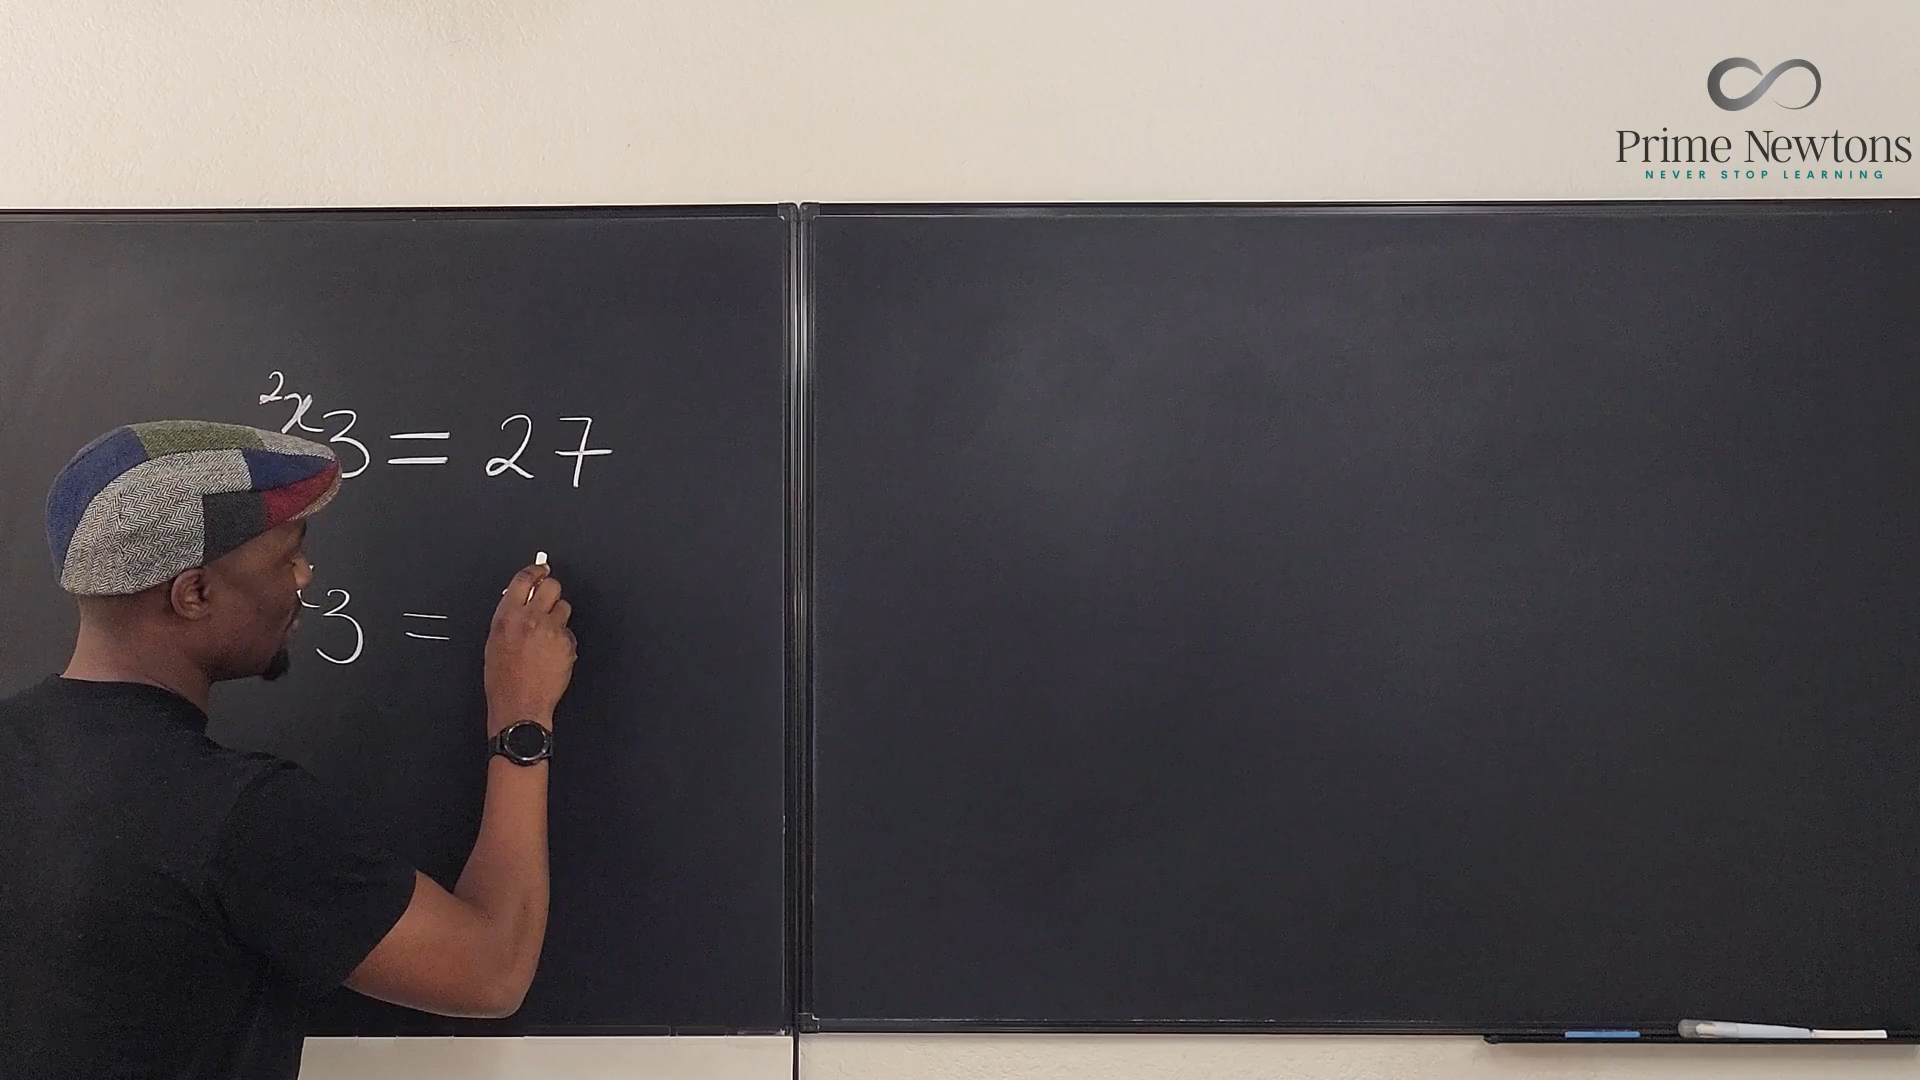 Prime Newtons
NEVER STOP LEARNING
²ˣ3 = 27
3 =